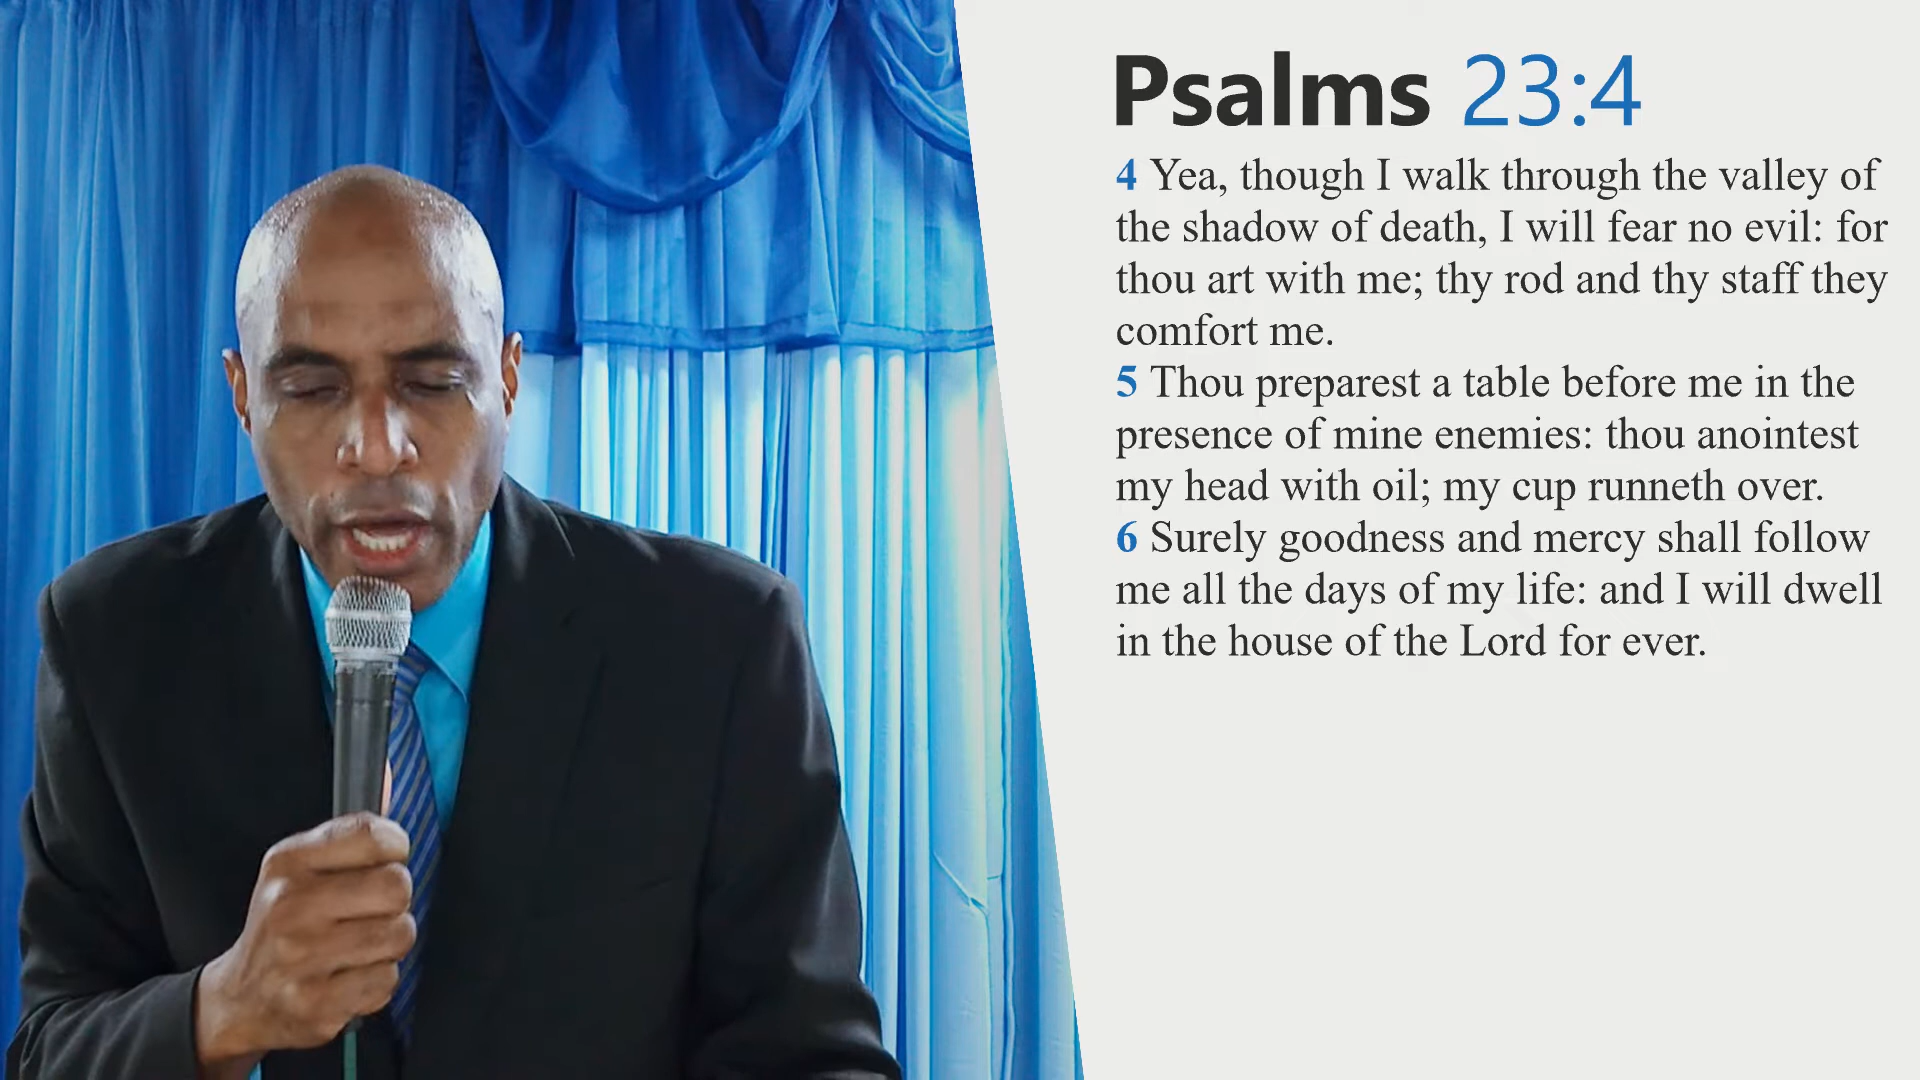 Psalms 23:4
4 Yea, though I walk through the valley of
the shadow of death, I will fear no evil: for
thou art with me; thy rod and thy staff they
comfort me.
5 Thou preparest a table before me in the
presence of mine enemies: thou anointest
my head with oil; my cup runneth over.
6 Surely goodness and mercy shall follow
me all the days of my life: and I will dwell
in the house of the Lord for ever.